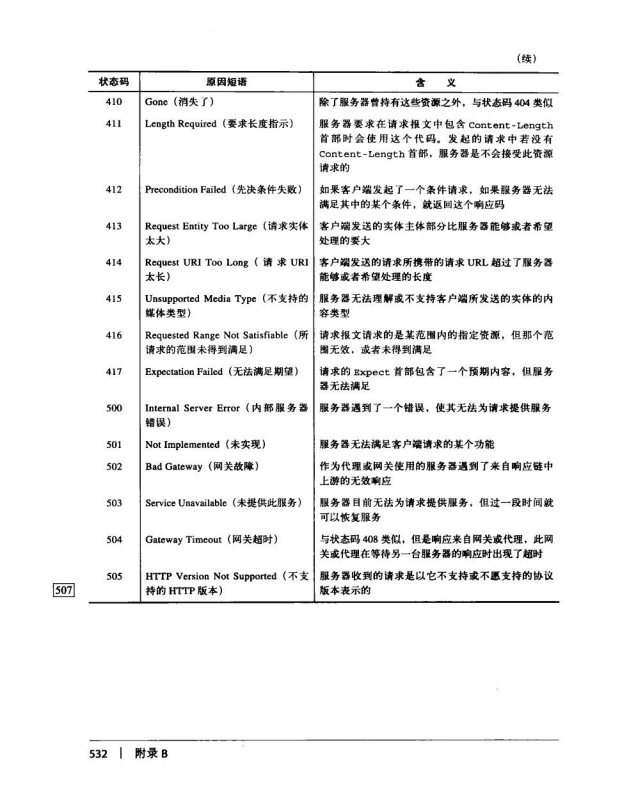 （续）
状态码 原因短语 含 义
410 Gone（消失了） 除了服务器曾持有这些资源之外，与状态码 404 类似
411 Length Required（要求长度指示） 服务器要求在请求报文中包含 Content-Length
首部时会使用这个代码。发起的请求中若没有
Content-Length 首部，服务器是不会接受此资源
请求的
412 Precondition Failed（先决条件失败） 如果客户端发起了一个条件请求，如果服务器无法
满足其中的某个条件，就返回这个响应码
413 Request Entity Too Large（请求实体 客户端发送的实体主体部分比服务器能够或者希望
太大） 处理的要大
414 Request URI Too Long（ 请 求 URI 客户端发送的请求所携带的请求 URL 超过了服务器
太长） 能够或者希望处理的长度
415 Unsupported Media Type（不支持的 服务器无法理解或不支持客户端所发送的实体的内
媒体类型） 容类型
416 Requested Range Not Satisfiable（所 请求报文请求的是某范围内的指定资源，但那个范
请求的范围未得到满足） 围无效，或者未得到满足
417 Expectation Failed（无法满足期望） 请求的 Expect 首部包含了一个预期内容，但服务
器无法满足
500 Internal Server Error（内部服务器 服务器遇到了一个错误，使其无法为请求提供服务
错误）
501 Not Implemented（未实现） 服务器无法满足客户端请求的某个功能
502 Bad Gateway（网关故障） 作为代理或网关使用的服务器遇到了来自响应链中
上游的无效响应
503 Service Unavailable（未提供此服务） 服务器目前无法为请求提供服务，但过一段时间就
可以恢复服务
504 Gateway Timeout（网关超时） 与状态码 408 类似，但是响应来自网关或代理，此网
关或代理在等待另一台服务器的响应时出现了超时
505 HTTP Version Not Supported（不支 服务器收到的请求是以它不支持或不愿支持的协议
507 持的 HTTP 版本） 版本表示的
532 | 附录 B